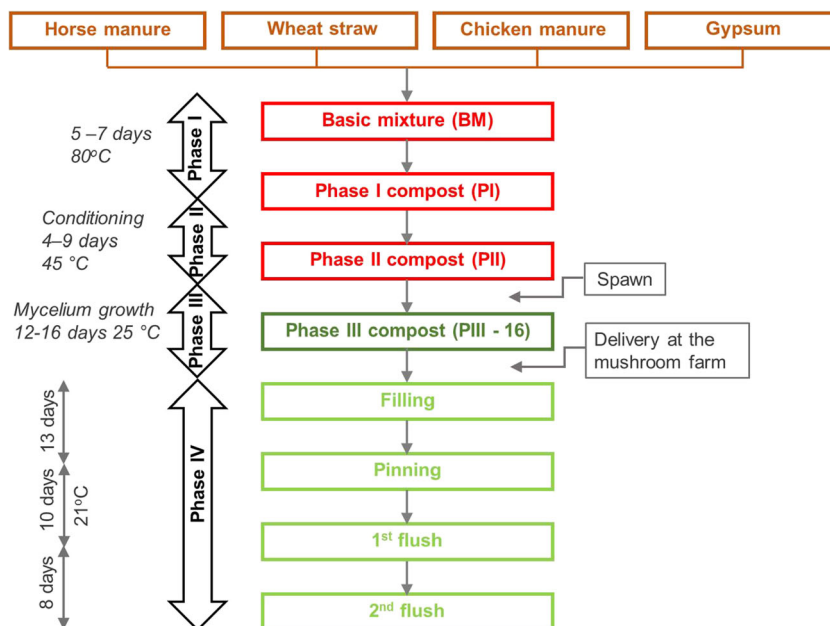 Horse manure
Wheat straw
Chicken manure
Gypsum
5 –7 days
80°C
Phase I
Basic mixture (BM)
Phase I compost (PI)
Conditioning
4–9 days
45 °C
Phase II
Phase II compost (PII)
Spawn
Mycelium growth
12-16 days 25 °C
Phase III
Phase III compost (PIII - 16)
Delivery at the
mushroom farm
13 days
Filling
Phase IV
Pinning
10 days
21°C
1st flush
8 days
2nd flush